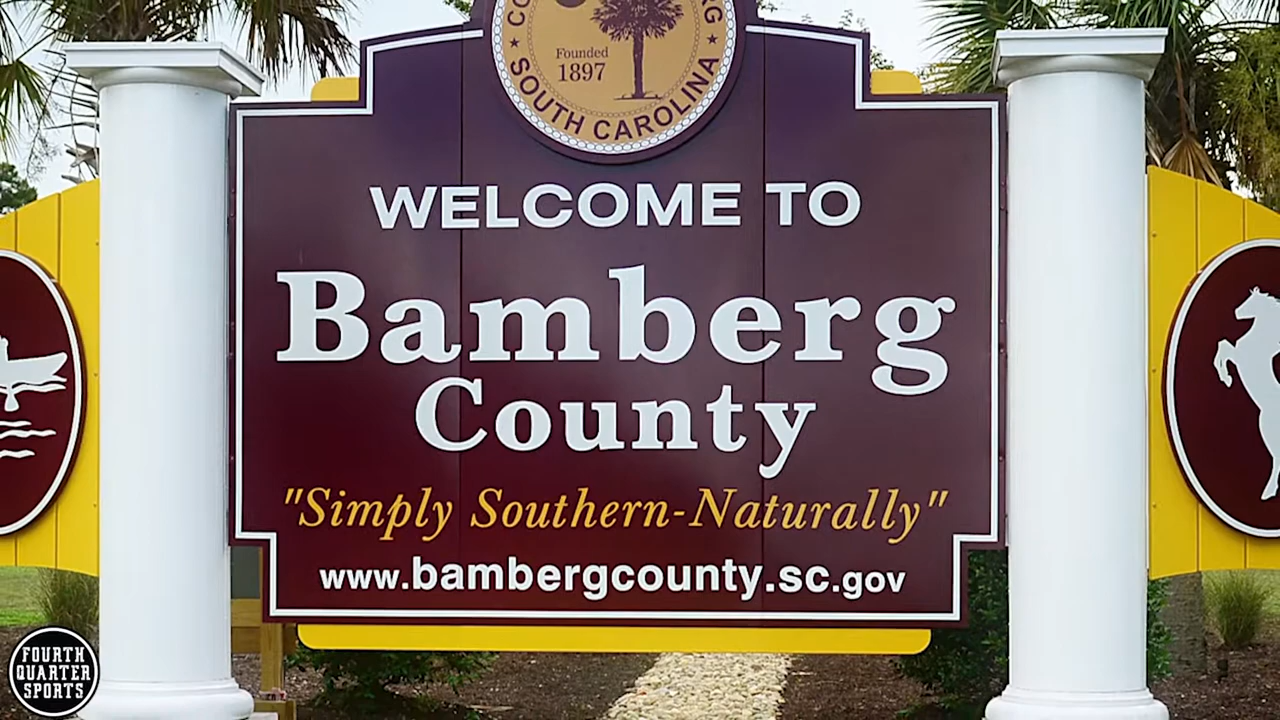 Founded
1897
SOUTH CAROLINA
WELCOME TO
Bamberg
County
"Simply Southern-Naturally"
www.bambergcounty.sc.gov
FOURTH
QUARTER
SPORTS